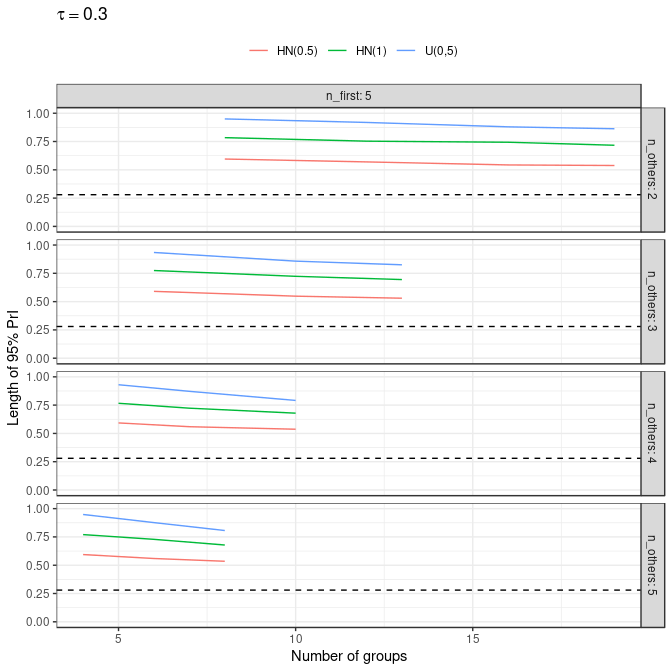 τ = 0.3
HN(0.5) HN(1) U(0,5)
n_first: 5
1.00
0.75
0.50
0.25
0.00
n_others: 2
1.00
0.75
0.50
0.25
0.00
n_others: 3
1.00
0.75
0.50
0.25
0.00
n_others: 4
1.00
0.75
0.50
0.25
0.00
n_others: 5
Length of 95% PrI
5 10 15
Number of groups